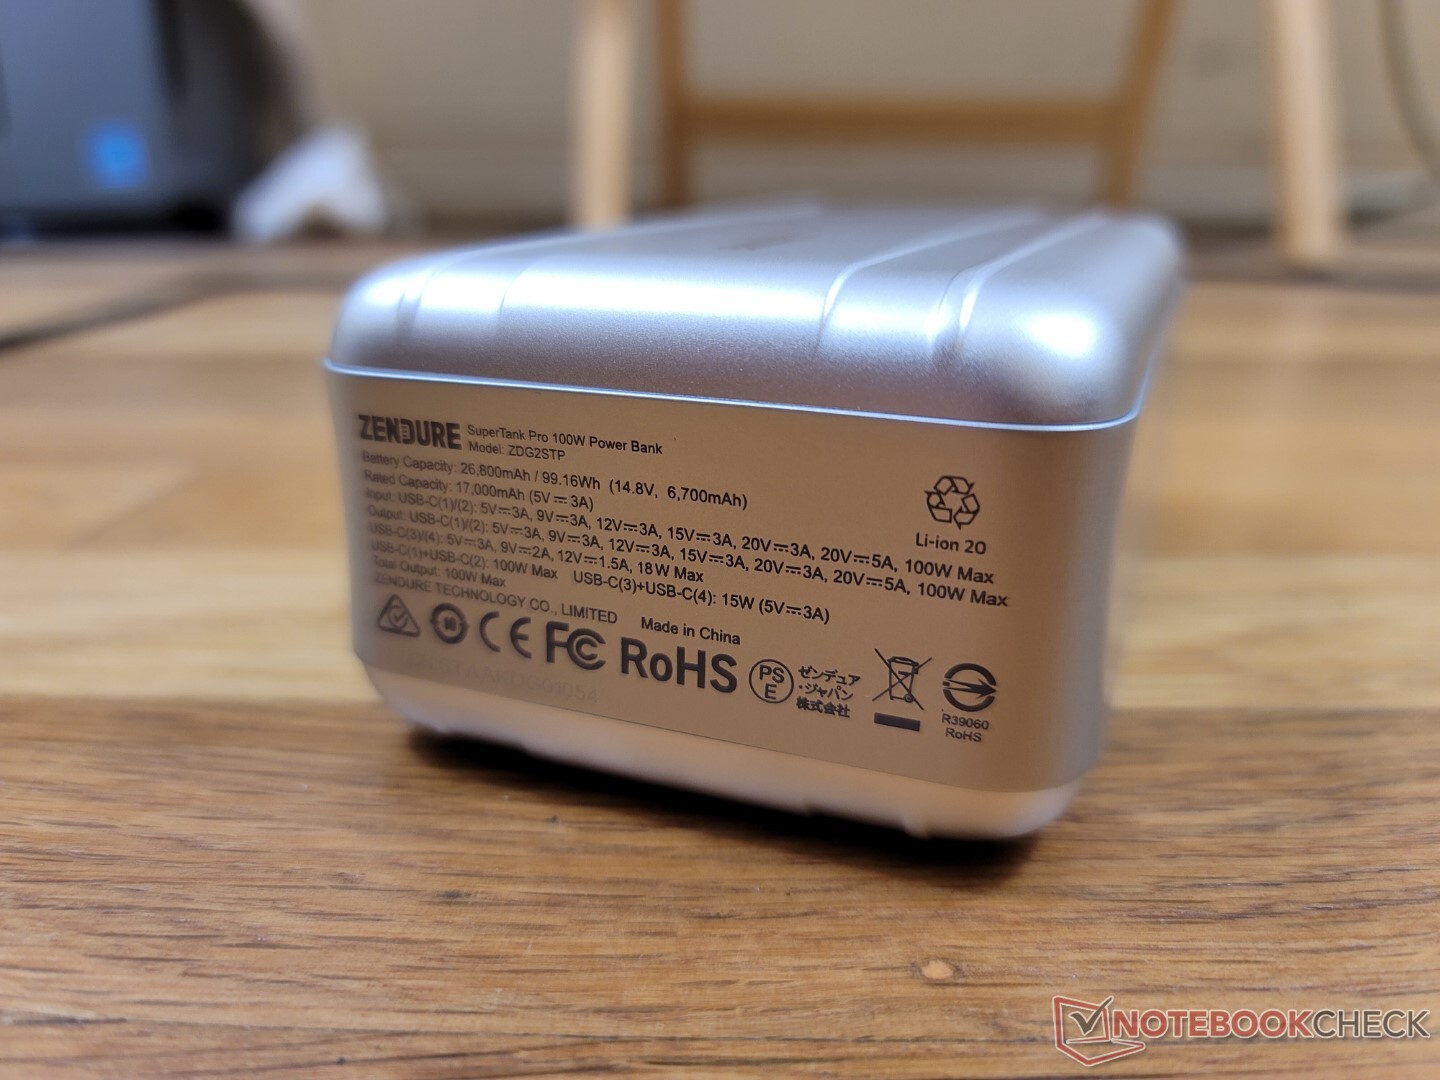 ZENDURE SuperTank Pro 100W Power Bank
Model: ZDG2STP
Battery Capacity: 26,800mAh / 99.16Wh (14.8V, 6,700mAh)
Rated Capacity: 17,000mAh (5V⎓3A)
Input: USB-C(1)/(2): 5V⎓3A, 9V⎓3A, 12V⎓3A, 15V⎓3A, 20V⎓3A, 20V⎓5A, 100W Max
Output: USB-C(1)/(2): 5V⎓3A, 9V⎓3A, 12V⎓3A, 15V⎓3A, 20V⎓3A, 20V⎓5A, 100W Max
USB-C(3)/(4): 5V⎓3A, 9V⎓2A, 12V⎓1.5A, 18W Max
USB-C(1)+USB-C(2): 100W Max USB-C(3)+USB-C(4): 15W (5V⎓3A)
Total Output: 100W Max
ZENDURE TECHNOLOGY CO., LIMITED Made in China
Li-ion 20
CE FC RoHS
PS
E
ゼンデュア
・ジャパン
株式会社
R39060
RoHS
NOTEBOOKCHECK